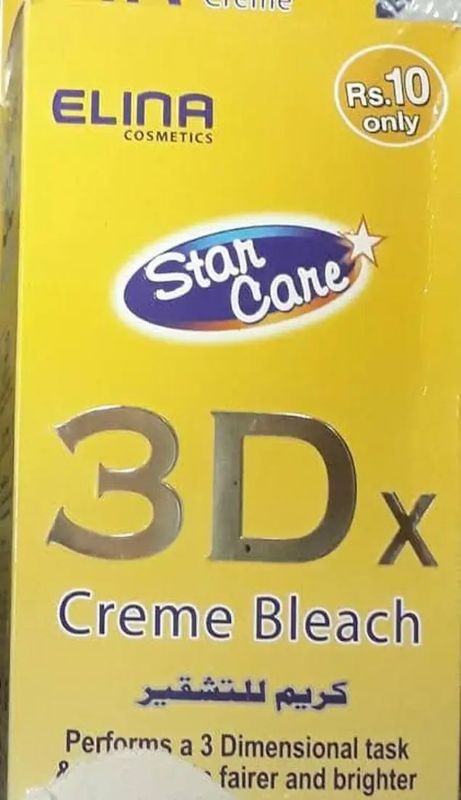 Creme
ELINA
COSMETICS
Rs.10
only
Star
Care
3Dx
Creme Bleach
كريم للتشقير
Performs a 3 Dimensional task
& fairer and brighter